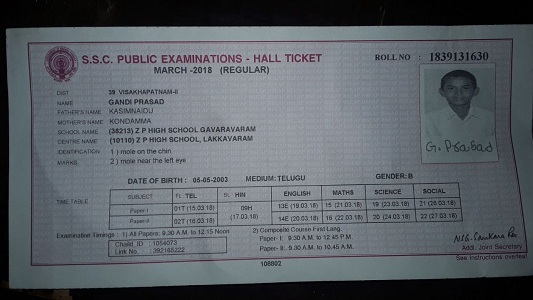 S.S.C. PUBLIC EXAMINATIONS - HALL TICKET
MARCH -2018 (REGULAR)
ROLL NO : 1839131630
DIST 39 VISAKHAPATNAM-II
NAME GANDI PRASAD
FATHER'S NAME KASIMNAIDU
MOTHER'S NAME KONDAMMA
SCHOOL NAME (38213) Z P HIGH SCHOOL GAVARAVARAM
CENTRE NAME (10110) Z P HIGH SCHOOL, LAKKAVARAM
IDENTIFICATION 1 ) mole on the chin
MARKS 2 ) mole near the left eye
G. Prasad
DATE OF BIRTH : 05-05-2003 MEDIUM: TELUGU GENDER: B
TIME TABLE
SUBJECT FL TEL SL HIN ENGLISH MATHS SCIENCE SOCIAL
Paper-I 01T (15.03.18) 09H (17.03.18) 13E (19.03.18) 15 (21.03.18) 19 (23.03.18) 21 (26.03.18)
Paper-II 02T (16.03.18) 14E (20.03.18) 16 (22.03.18) 20 (24.03.18) 22 (27.03.18)
Examination Timings : 1) All Papers: 9.30 A.M. to 12.15 Noon 2) Composite Course First Lang.
Paper- I: 9.30 A.M. to 12.45 P.M.
Paper- II: 9.30 A.M. to 10.45 A.M.
Child_ID 1084073
Link No. 392168222
Addl. Joint Secretary
See Instructions overleaf
108802